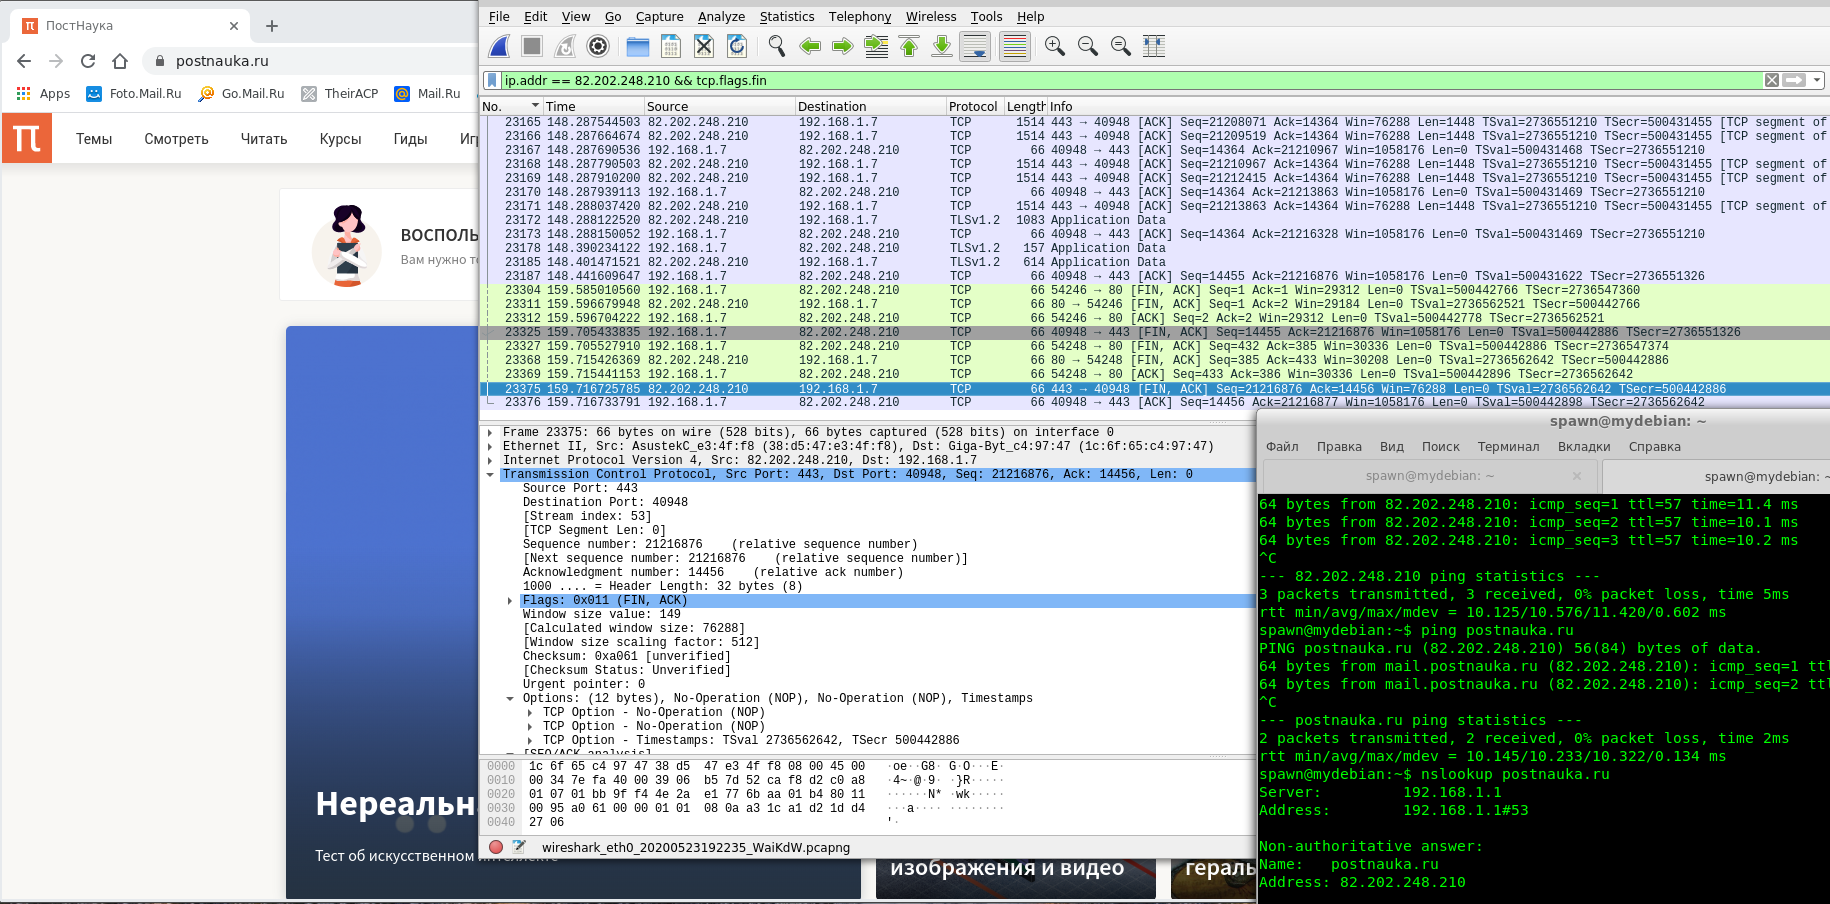 ПостНаука
postnauka.ru
Apps Foto.Mail.Ru Go.Mail.Ru TheirACP Mail.Ru
π Темы Смотреть Читать Курсы Гиды
Вам нужно
Нереальн
Тест об искусственном интеллекте
изображения и видео
File Edit View Go Capture Analyze Statistics Telephony Wireless Tools Help
ip.addr == 82.202.248.210 && tcp.flags.fin
No. Time Source Destination Protocol Length Info
23165 148.287544503 82.202.248.210 192.168.1.7 TCP 1514 443 → 40948 [ACK] Seq=21208071 Ack=14364 Win=76288 Len=1448 TSval=2736551210 TSecr=500431455 [TCP segment of
23166 148.287664674 82.202.248.210 192.168.1.7 TCP 1514 443 → 40948 [ACK] Seq=21209519 Ack=14364 Win=76288 Len=1448 TSval=2736551210 TSecr=500431455 [TCP segment of
23167 148.287690536 192.168.1.7 82.202.248.210 TCP 66 40948 → 443 [ACK] Seq=14364 Ack=21210967 Win=1058176 Len=0 TSval=500431468 TSecr=2736551210
23168 148.287790503 82.202.248.210 192.168.1.7 TCP 1514 443 → 40948 [ACK] Seq=21210967 Ack=14364 Win=76288 Len=1448 TSval=2736551210 TSecr=500431455 [TCP segment of
23169 148.287910200 82.202.248.210 192.168.1.7 TCP 1514 443 → 40948 [ACK] Seq=21212415 Ack=14364 Win=76288 Len=1448 TSval=2736551210 TSecr=500431455 [TCP segment of
23170 148.287939113 192.168.1.7 82.202.248.210 TCP 66 40948 → 443 [ACK] Seq=14364 Ack=21213863 Win=1058176 Len=0 TSval=500431469 TSecr=2736551210
23171 148.288037420 82.202.248.210 192.168.1.7 TCP 1514 443 → 40948 [ACK] Seq=21213863 Ack=14364 Win=76288 Len=1448 TSval=2736551210 TSecr=500431455 [TCP segment of
23172 148.288122520 82.202.248.210 192.168.1.7 TLSv1.2 1083 Application Data
23173 148.288150052 192.168.1.7 82.202.248.210 TCP 66 40948 → 443 [ACK] Seq=14364 Ack=21216328 Win=1058176 Len=0 TSval=500431469 TSecr=2736551210
23178 148.390234122 192.168.1.7 82.202.248.210 TLSv1.2 157 Application Data
23185 148.401471521 82.202.248.210 192.168.1.7 TLSv1.2 614 Application Data
23187 148.441609647 192.168.1.7 82.202.248.210 TCP 66 40948 → 443 [ACK] Seq=14455 Ack=21216876 Win=1058176 Len=0 TSval=500431622 TSecr=2736551326
23304 159.585010560 192.168.1.7 82.202.248.210 TCP 66 54246 → 80 [FIN, ACK] Seq=1 Ack=1 Win=29312 Len=0 TSval=500442766 TSecr=2736547360
23311 159.596679948 82.202.248.210 192.168.1.7 TCP 66 80 → 54246 [FIN, ACK] Seq=1 Ack=2 Win=29184 Len=0 TSval=2736562521 TSecr=500442766
23312 159.596704222 192.168.1.7 82.202.248.210 TCP 66 54246 → 80 [ACK] Seq=2 Ack=2 Win=29312 Len=0 TSval=500442778 TSecr=2736562521
23325 159.705433835 192.168.1.7 82.202.248.210 TCP 66 40948 → 443 [FIN, ACK] Seq=14455 Ack=21216876 Win=1058176 Len=0 TSval=500442886 TSecr=2736551326
23327 159.705527910 192.168.1.7 82.202.248.210 TCP 66 54248 → 80 [FIN, ACK] Seq=432 Ack=385 Win=30336 Len=0 TSval=500442886 TSecr=2736547374
23368 159.715426369 82.202.248.210 192.168.1.7 TCP 66 80 → 54248 [FIN, ACK] Seq=385 Ack=433 Win=30208 Len=0 TSval=2736562642 TSecr=500442886
23369 159.715441153 192.168.1.7 82.202.248.210 TCP 66 54248 → 80 [ACK] Seq=433 Ack=386 Win=30336 Len=0 TSval=500442896 TSecr=2736562642
23375 159.716725785 82.202.248.210 192.168.1.7 TCP 66 443 → 40948 [FIN, ACK] Seq=21216876 Ack=14456 Win=76288 Len=0 TSval=2736562642 TSecr=500442886
23376 159.716733791 192.168.1.7 82.202.248.210 TCP 66 40948 → 443 [ACK] Seq=14456 Ack=21216877 Win=1058176 Len=0 TSval=500442898 TSecr=2736562642
Frame 23375: 66 bytes on wire (528 bits), 66 bytes captured (528 bits) on interface 0
Ethernet II, Src: AsustekC_e3:4f:f8 (38:d5:47:e3:4f:f8), Dst: Giga-Byt_c4:97:47 (1c:6f:65:c4:97:47)
Internet Protocol Version 4, Src: 82.202.248.210, Dst: 192.168.1.7
Transmission Control Protocol, Src Port: 443, Dst Port: 40948, Seq: 21216876, Ack: 14456, Len: 0
Source Port: 443
Destination Port: 40948
[Stream index: 53]
[TCP Segment Len: 0]
Sequence number: 21216876 (relative sequence number)
[Next sequence number: 21216876 (relative sequence number)]
Acknowledgment number: 14456 (relative ack number)
1000 .... = Header Length: 32 bytes (8)
Flags: 0x011 (FIN, ACK)
Window size value: 149
[Calculated window size: 76288]
[Window size scaling factor: 512]
Checksum: 0xa061 [unverified]
[Checksum Status: Unverified]
Urgent pointer: 0
Options: (12 bytes), No-Operation (NOP), No-Operation (NOP), Timestamps
TCP Option - No-Operation (NOP)
TCP Option - No-Operation (NOP)
TCP Option - Timestamps: TSval 2736562642, TSecr 500442886
[SEQ/ACK analysis]
0000 1c 6f 65 c4 97 47 38 d5 47 e3 4f f8 08 00 45 00 ·oe··G8· G·O···E·
0010 00 34 7e fa 40 00 39 06 b5 7d 52 ca f8 d2 c0 a8 ·4~·@·9· ·}R·····
0020 01 07 01 bb 9f f4 4e 2a e1 77 6b aa 01 b4 80 11 ······N* ·wk·····
0030 00 95 a0 61 00 00 01 01 08 0a a3 1c a1 d2 1d d4 ···a···· ········
0040 27 06 '·
wireshark_eth0_20200523192235_WaiKdW.pcapng
spawn@mydebian: ~
Файл Правка Вид Поиск Терминал Вкладки Справка
spawn@mydebian: ~ spawn@mydebian: ~
64 bytes from 82.202.248.210: icmp_seq=1 ttl=57 time=11.4 ms
64 bytes from 82.202.248.210: icmp_seq=2 ttl=57 time=10.1 ms
64 bytes from 82.202.248.210: icmp_seq=3 ttl=57 time=10.2 ms
^C
--- 82.202.248.210 ping statistics ---
3 packets transmitted, 3 received, 0% packet loss, time 5ms
rtt min/avg/max/mdev = 10.125/10.576/11.420/0.602 ms
spawn@mydebian:~$ ping postnauka.ru
PING postnauka.ru (82.202.248.210) 56(84) bytes of data.
64 bytes from mail.postnauka.ru (82.202.248.210): icmp_seq=1 ttl
64 bytes from mail.postnauka.ru (82.202.248.210): icmp_seq=2 ttl
^C
--- postnauka.ru ping statistics ---
2 packets transmitted, 2 received, 0% packet loss, time 2ms
rtt min/avg/max/mdev = 10.145/10.233/10.322/0.134 ms
spawn@mydebian:~$ nslookup postnauka.ru
Server: 192.168.1.1
Address: 192.168.1.1#53
Non-authoritative answer:
Name: postnauka.ru
Address: 82.202.248.210